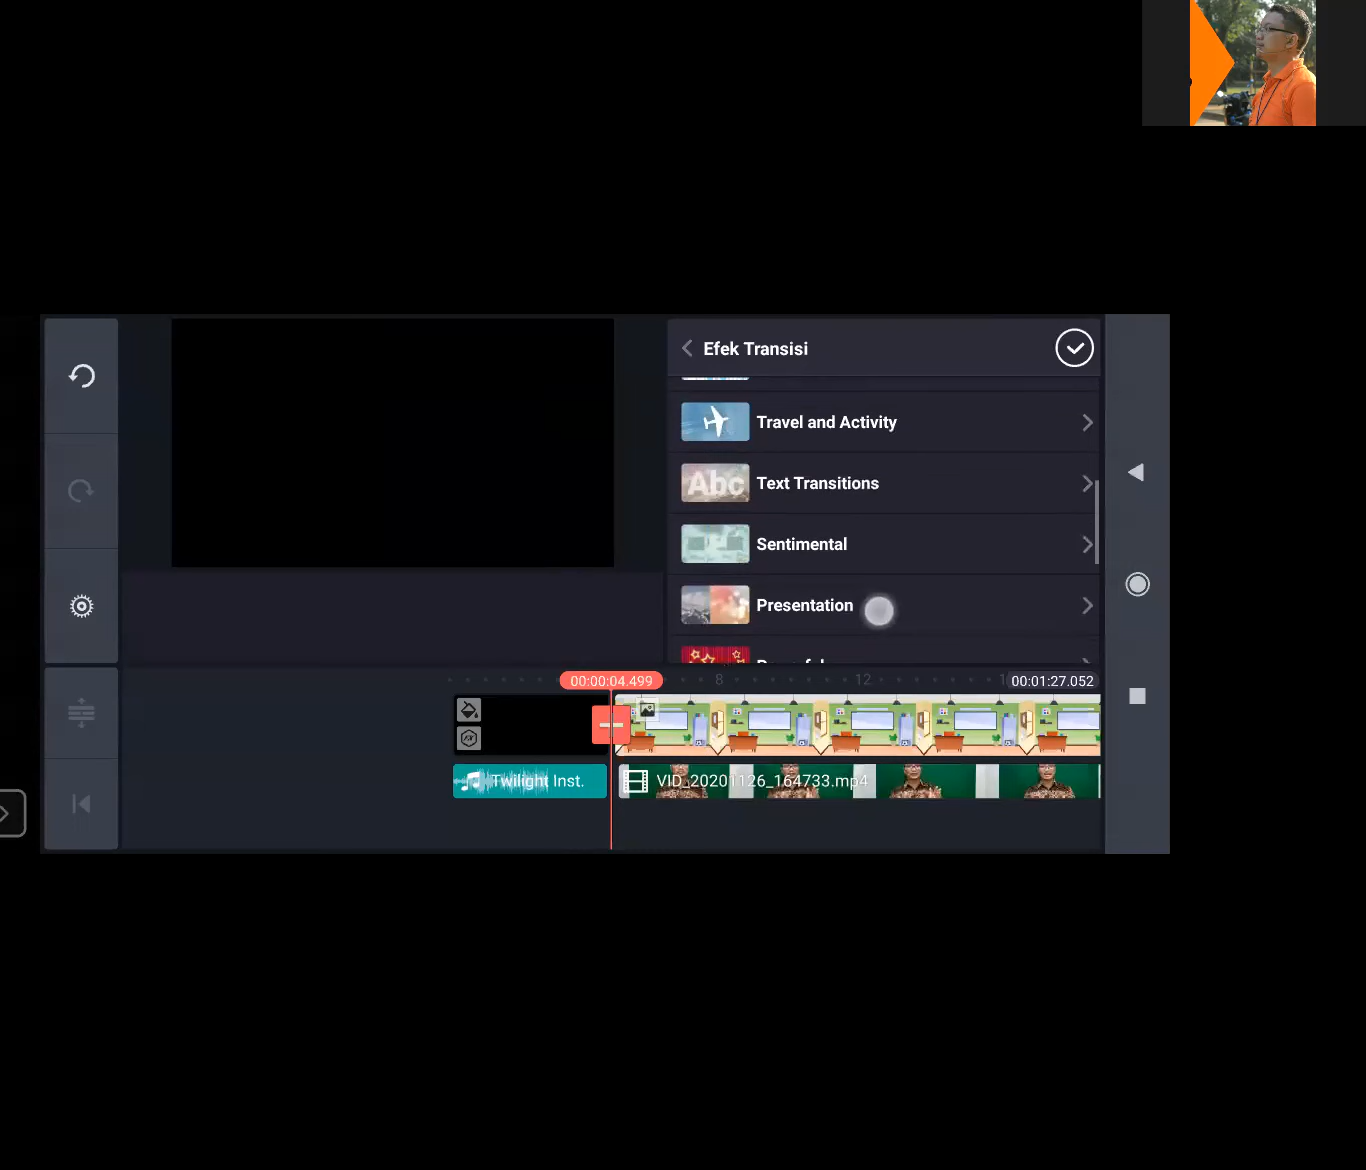 Efek Transisi
Travel and Activity
Abc
Text Transitions
Sentimental
Presentation
00:00:04.499
8
12
00:01:27.052
Twilight Inst.
VID_20201126_164733.mp4